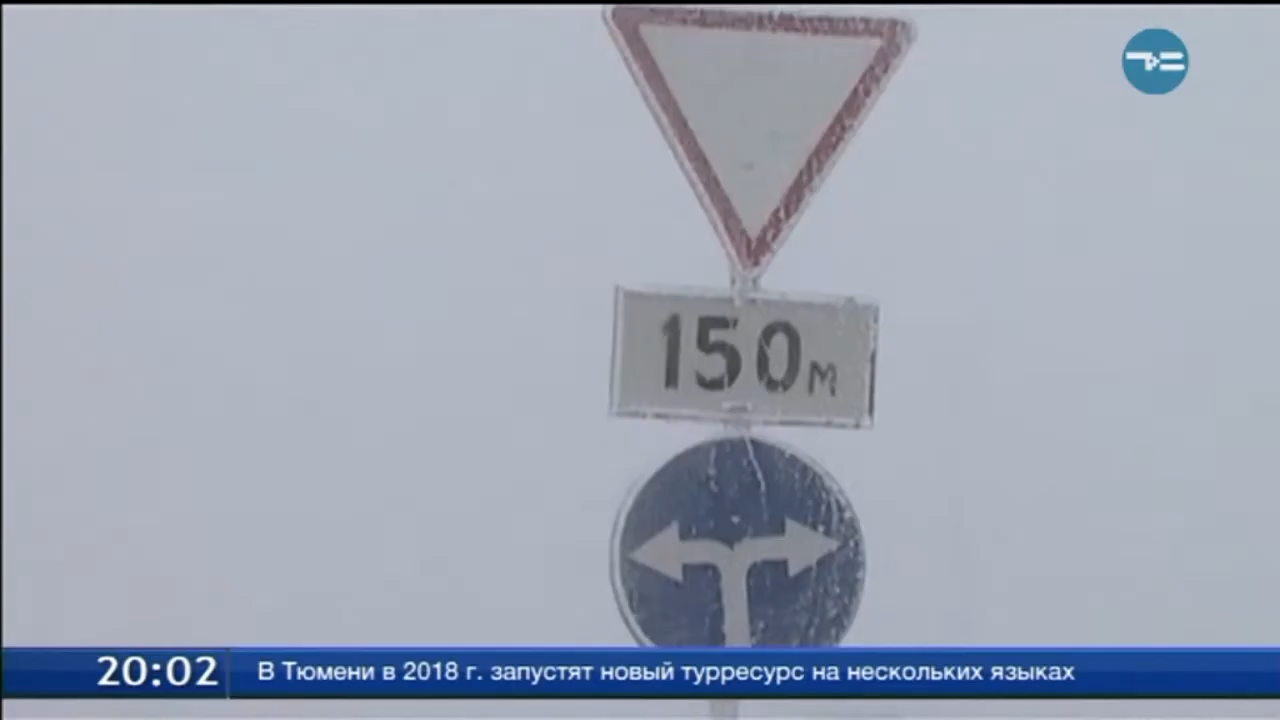 150м
20:02 В Тюмени в 2018 г. запустят новый турресурс на нескольких языках